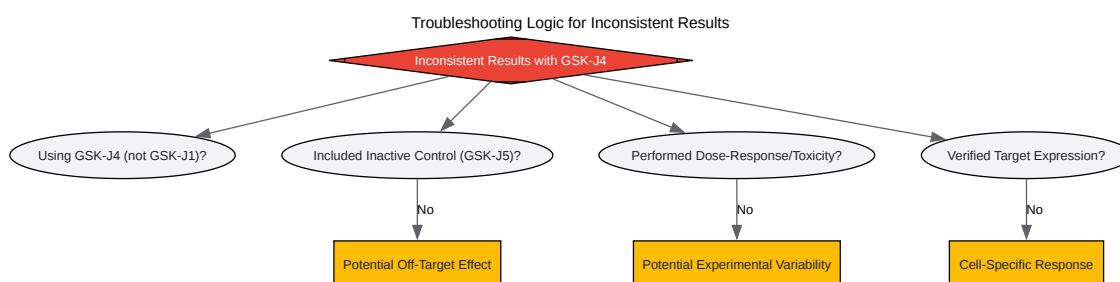 Troubleshooting Logic for Inconsistent Results
Inconsistent Results with GSK-J4
Using GSK-J4 (not GSK-J1)?
Included Inactive Control (GSK-J5)?
Performed Dose-Response/Toxicity?
Verified Target Expression?
No
No
No
Potential Off-Target Effect
Potential Experimental Variability
Cell-Specific Response